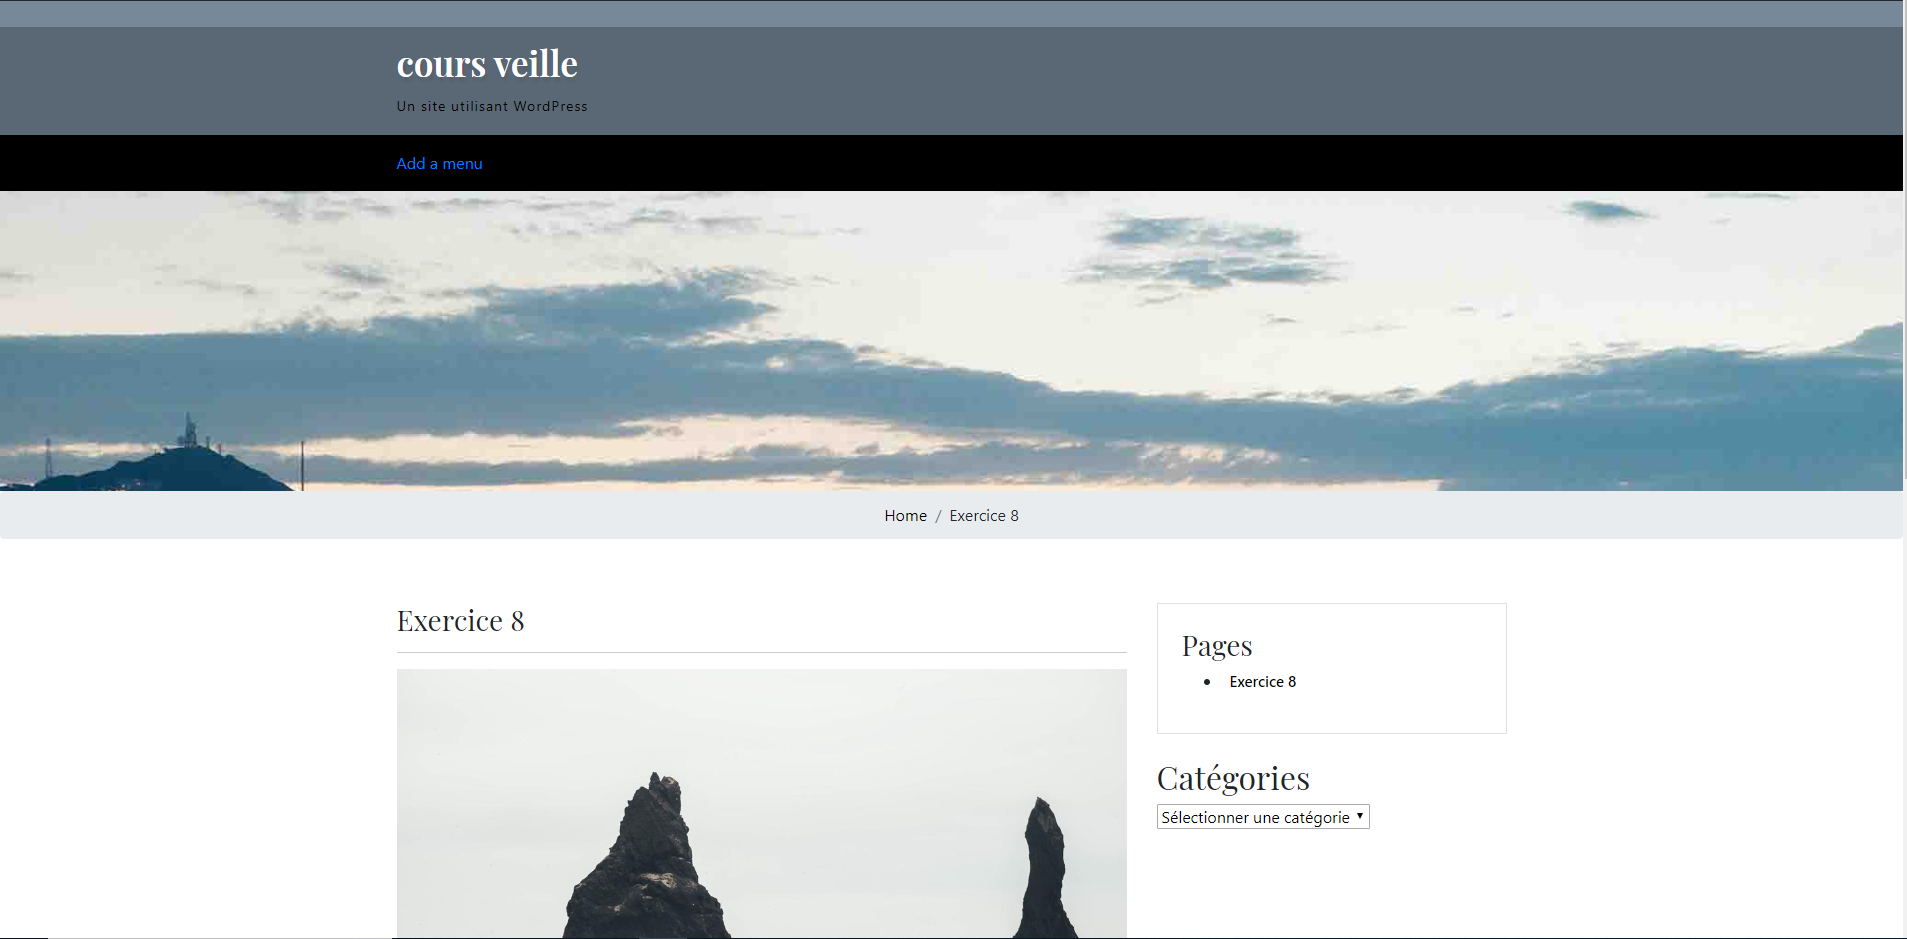 cours veille
Un site utilisant WordPress
Add a menu
Home / Exercice 8
Exercice 8
Pages
Exercice 8
Catégories
Sélectionner une catégorie